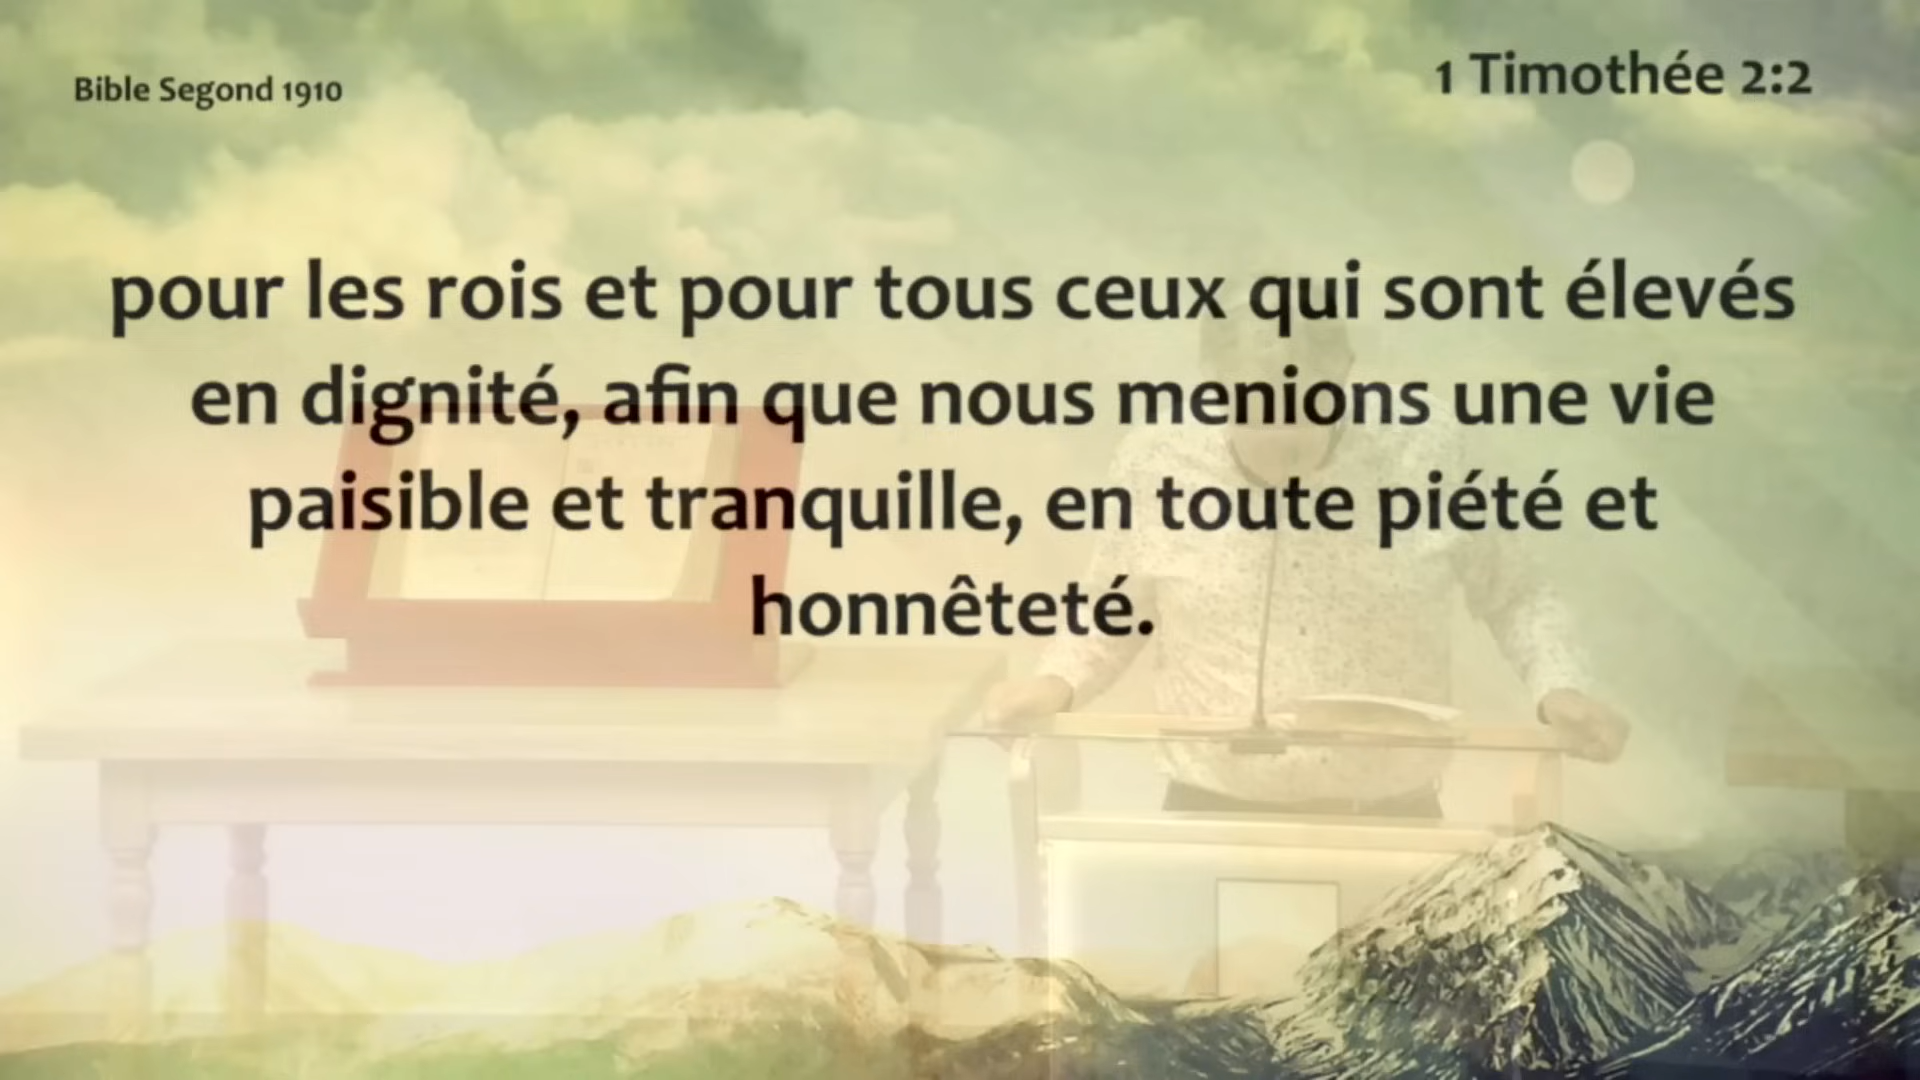 Bible Segond 1910
1 Timothée 2:2
pour les rois et pour tous ceux qui sont élevés
en dignité, afin que nous menions une vie
paisible et tranquille, en toute piété et
honnêteté.